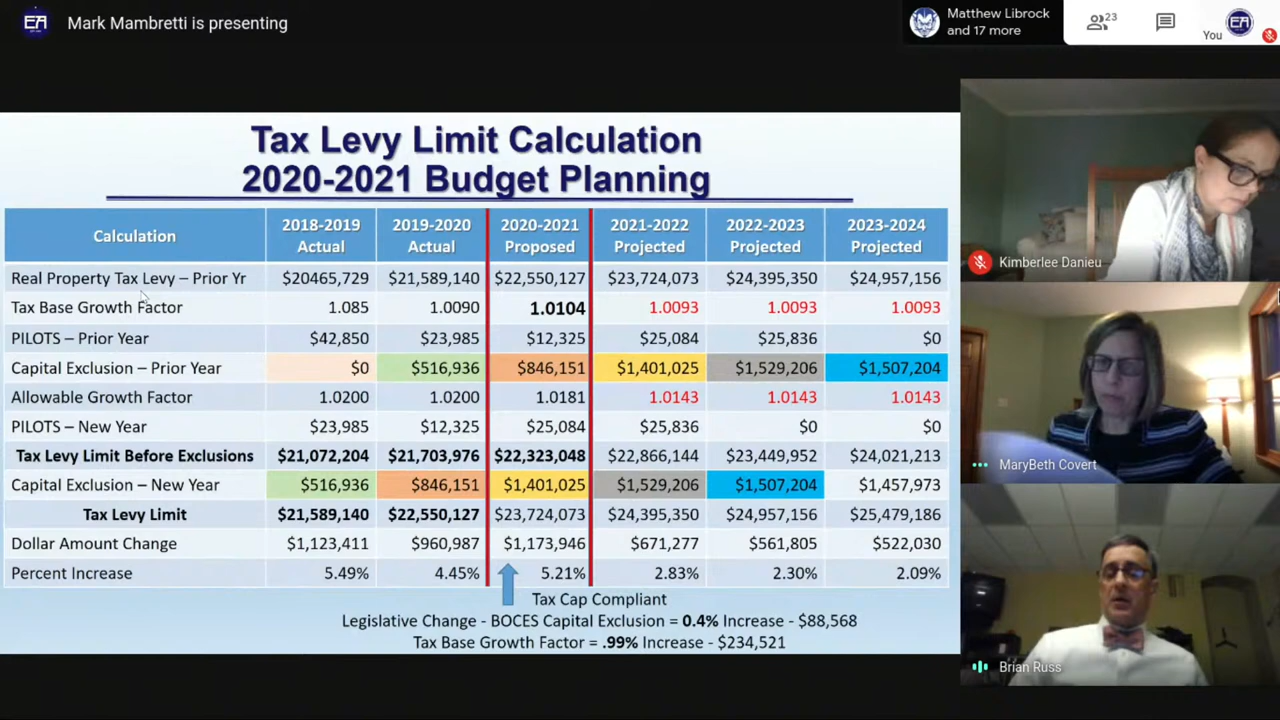 EA
Mark Mambretti is presenting
Matthew Librock
and 17 more
23
You
EA
Tax Levy Limit Calculation
2020-2021 Budget Planning
Calculation 2018-2019 Actual 2019-2020 Actual 2020-2021 Proposed 2021-2022 Projected 2022-2023 Projected 2023-2024 Projected
Real Property Tax Levy – Prior Yr $20465,729 $21,589,140 $22,550,127 $23,724,073 $24,395,350 $24,957,156
Tax Base Growth Factor 1.085 1.0090 1.0104 1.0093 1.0093 1.0093
PILOTS – Prior Year $42,850 $23,985 $12,325 $25,084 $25,836 $0
Capital Exclusion – Prior Year $0 $516,936 $846,151 $1,401,025 $1,529,206 $1,507,204
Allowable Growth Factor 1.0200 1.0200 1.0181 1.0143 1.0143 1.0143
PILOTS – New Year $23,985 $12,325 $25,084 $25,836 $0 $0
Tax Levy Limit Before Exclusions $21,072,204 $21,703,976 $22,323,048 $22,866,144 $23,449,952 $24,021,213
Capital Exclusion – New Year $516,936 $846,151 $1,401,025 $1,529,206 $1,507,204 $1,457,973
Tax Levy Limit $21,589,140 $22,550,127 $23,724,073 $24,395,350 $24,957,156 $25,479,186
Dollar Amount Change $1,123,411 $960,987 $1,173,946 $671,277 $561,805 $522,030
Percent Increase 5.49% 4.45% 5.21% 2.83% 2.30% 2.09%
Tax Cap Compliant
Legislative Change - BOCES Capital Exclusion = 0.4% Increase - $88,568
Tax Base Growth Factor = .99% Increase - $234,521
Kimberlee Danieu
MaryBeth Covert
Brian Russ